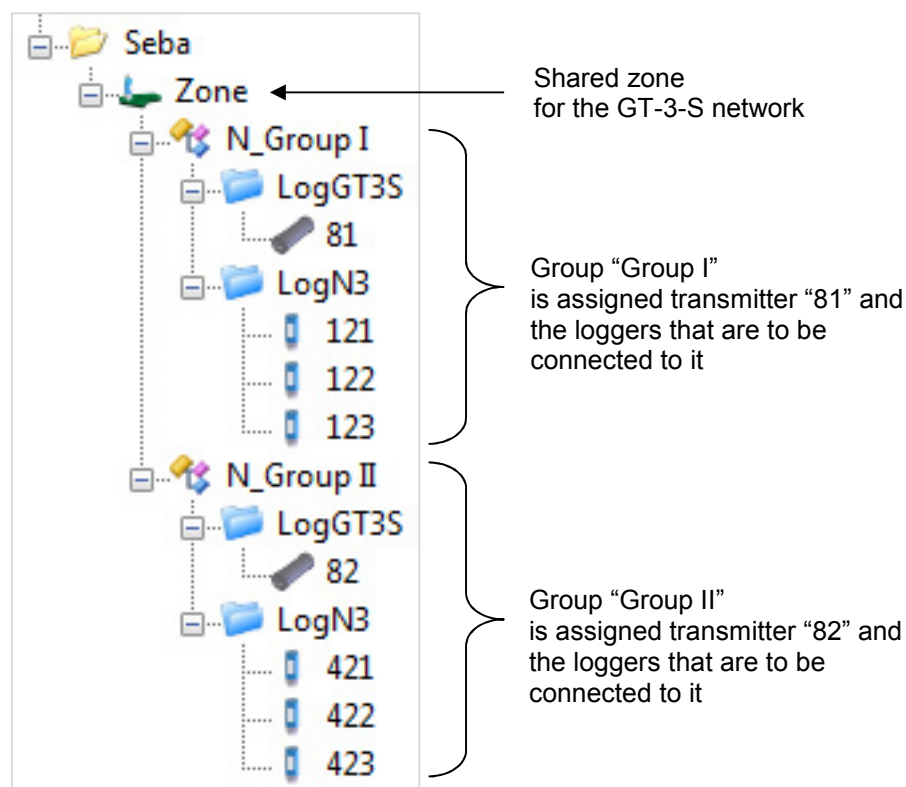 Seba
Zone
N_Group I
LogGT3S
81
LogN3
121
122
123
N_Group II
LogGT3S
82
LogN3
421
422
423
Shared zone
for the GT-3-S network
Group “Group I”
is assigned transmitter “81” and
the loggers that are to be
connected to it
Group “Group II”
is assigned transmitter “82” and
the loggers that are to be
connected to it